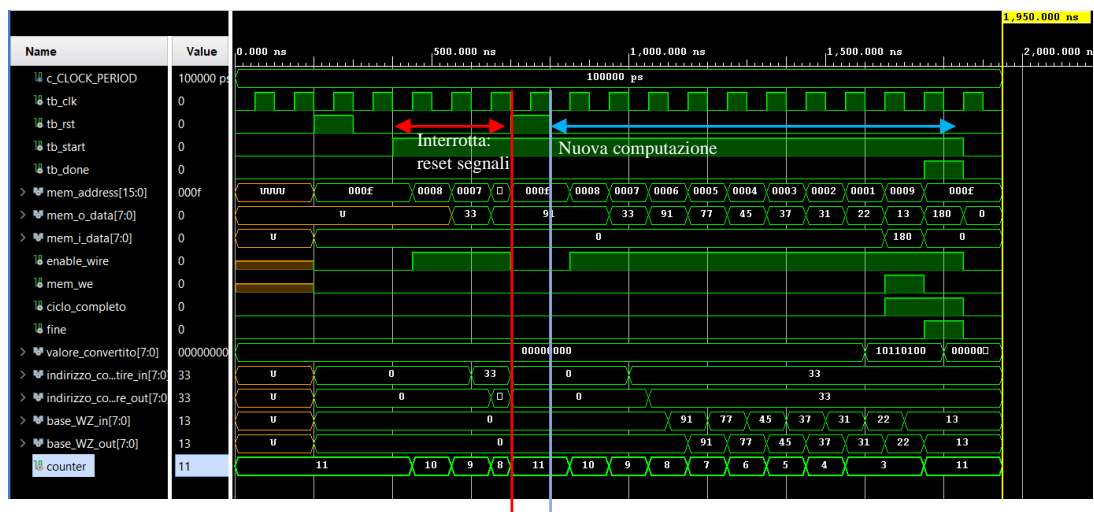 1,950.000 ns
Name Value 0.000 ns 500.000 ns 1,000.000 ns 1,500.000 ns 2,000.000 n
c_CLOCK_PERIOD 100000 ps 100000 ps
tb_clk 0
tb_rst 0
tb_start 0
Interrotta:
reset segnali
Nuova computazione
tb_done 0
mem_address[15:0] 000f UUUU 000f 0008 0007 000f 0008 0007 0006 0005 0004 0003 0002 0001 0009 000f
mem_o_data[7:0] 0 U 33 91 33 91 77 45 37 31 22 13 180 0
mem_i_data[7:0] 0 U 0 180 0
enable_wire 0
mem_we 0
ciclo_completo 0
fine 0
valore_convertito[7:0] 00000000 00000000 10110100 00000
indirizzo_co...tire_in[7:0] 33 U 0 33 0 33
indirizzo_co...re_out[7:0 33 U 0 0 33
base_WZ_in[7:0] 13 U 0 91 77 45 37 31 22 13
base_WZ_out[7:0] 13 U 0 91 77 45 37 31 22 13
counter 11 11 10 9 8 11 10 9 8 7 6 5 4 3 11